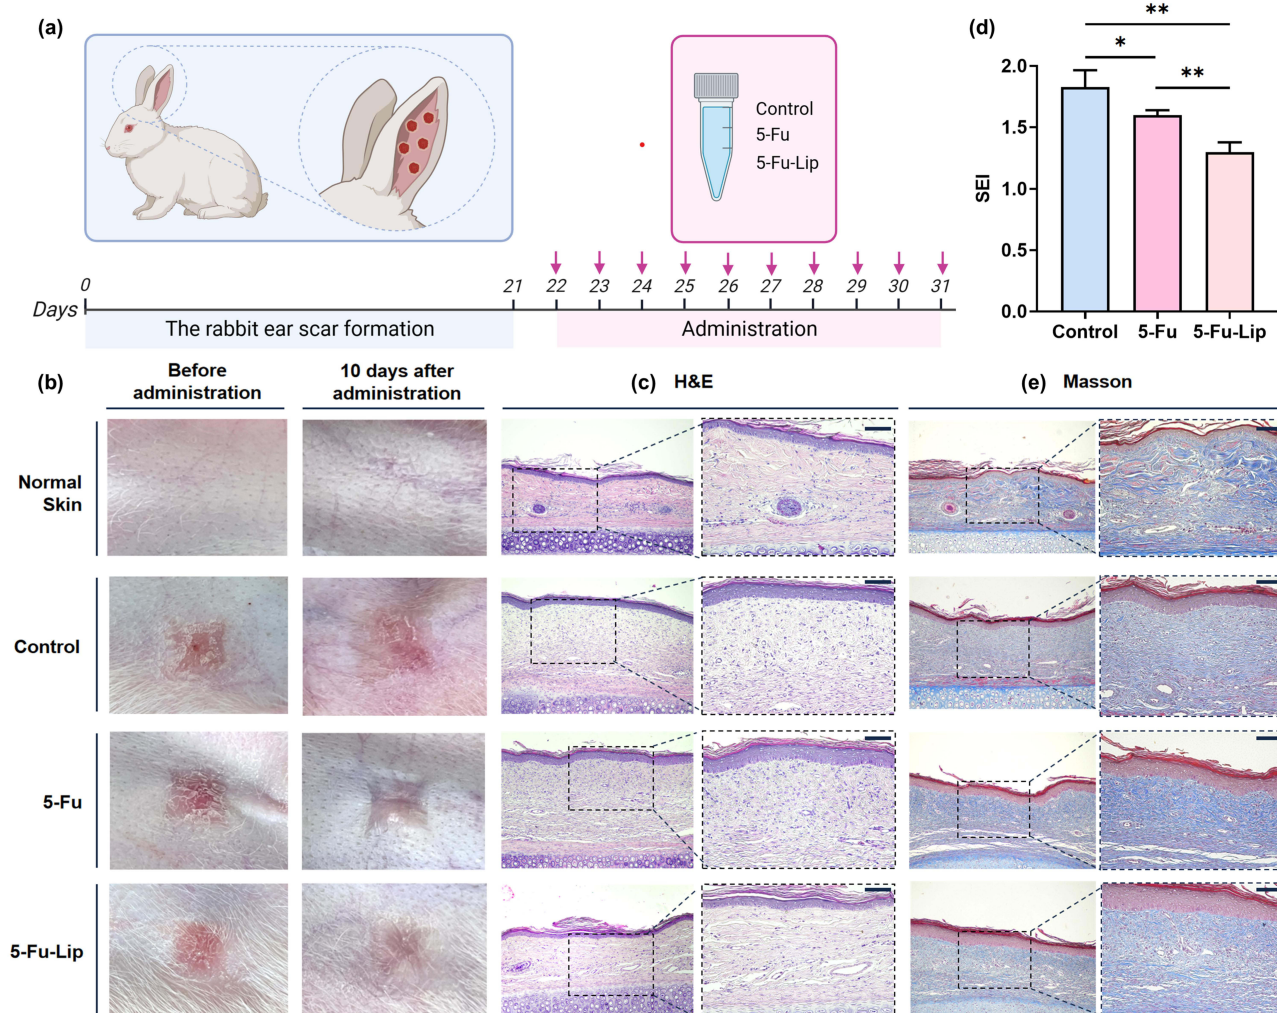 (a)
Control
5-Fu
5-Fu-Lip
0
21
22
23
24
25
26
27
28
29
30
31
Days
The rabbit ear scar formation
Administration
(d)
**
*
**
SEI
2.0
1.5
1.0
0.5
0.0
Control
5-Fu
5-Fu-Lip
(b)
Before
administration
10 days after
administration
(c) H&E
(e) Masson
Normal
Skin
Control
5-Fu
5-Fu-Lip